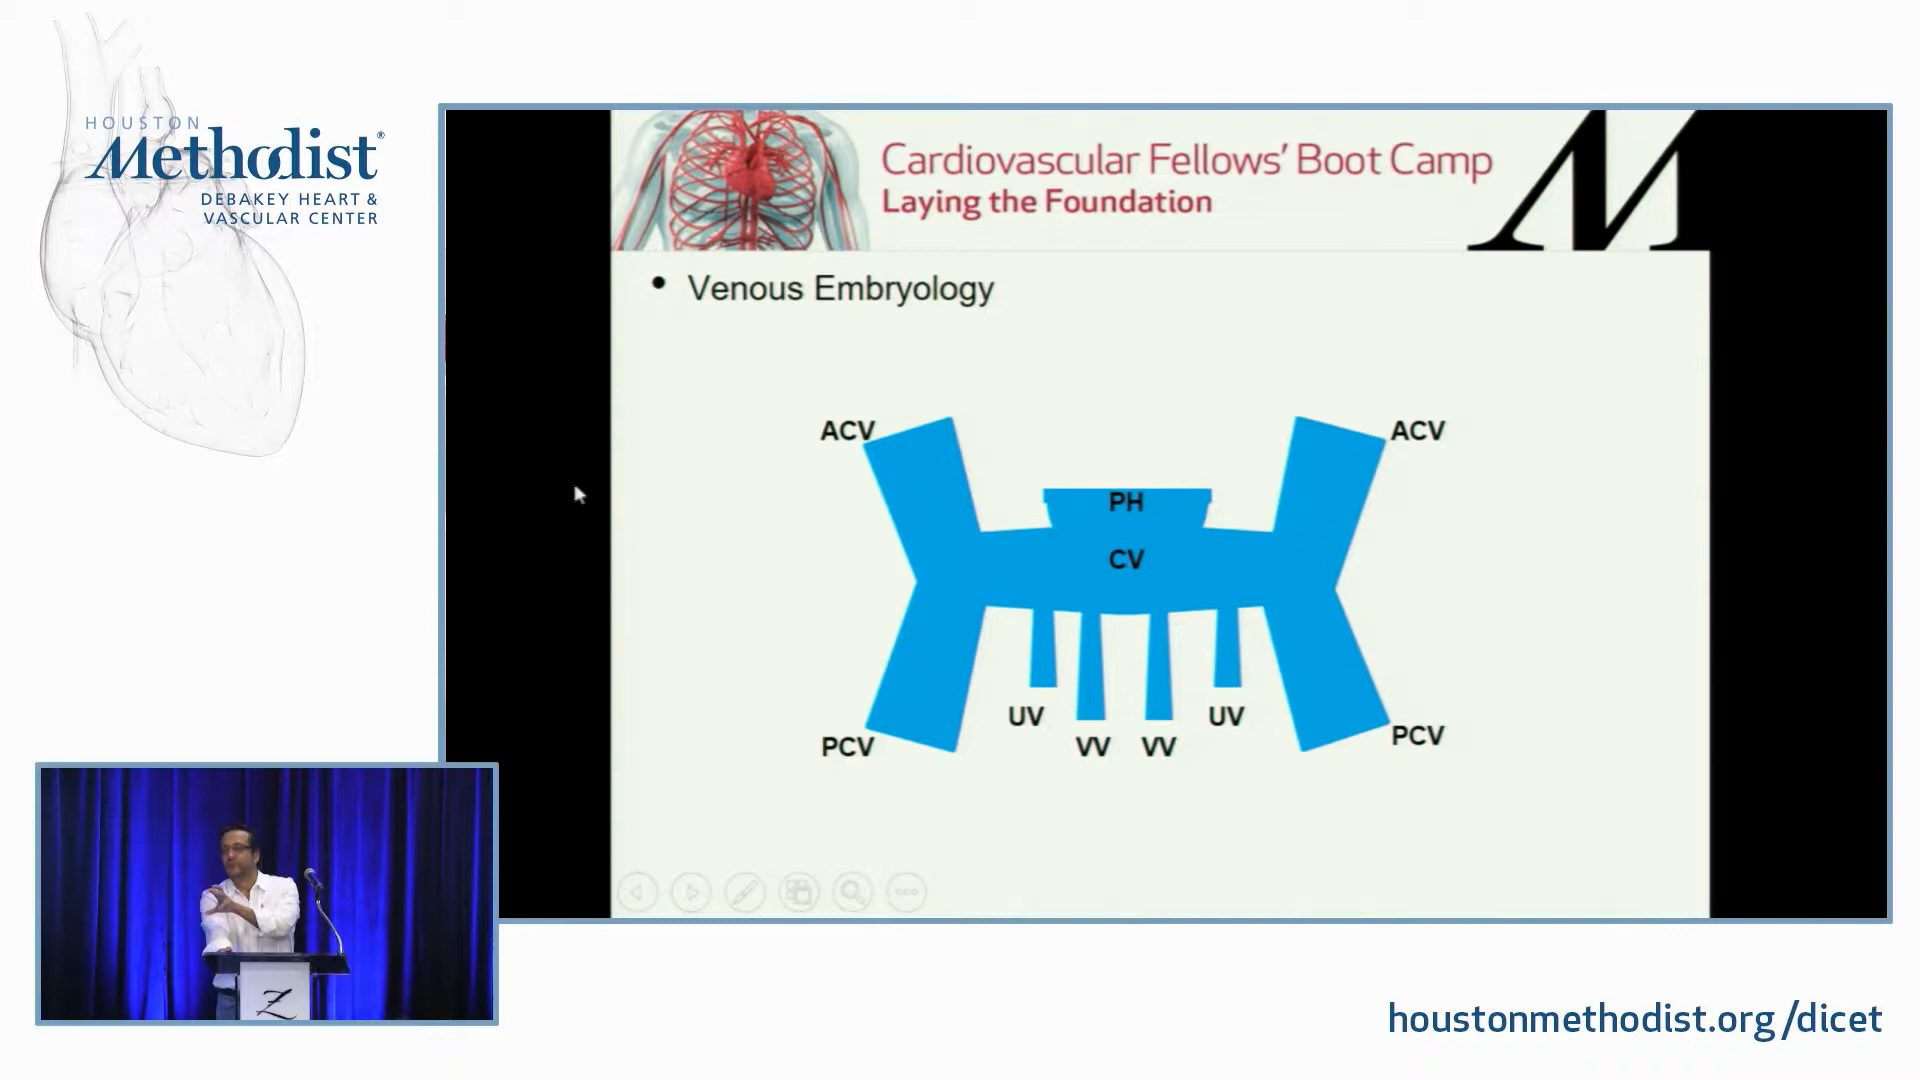 HOUSTON
Methodist®
DEBAKEY HEART &
VASCULAR CENTER
Cardiovascular Fellows’ Boot Camp
Laying the Foundation
M
• Venous Embryology
ACV
ACV
PH
CV
UV
UV
VV
VV
PCV
PCV
Z
houstonmethodist.org/dicet